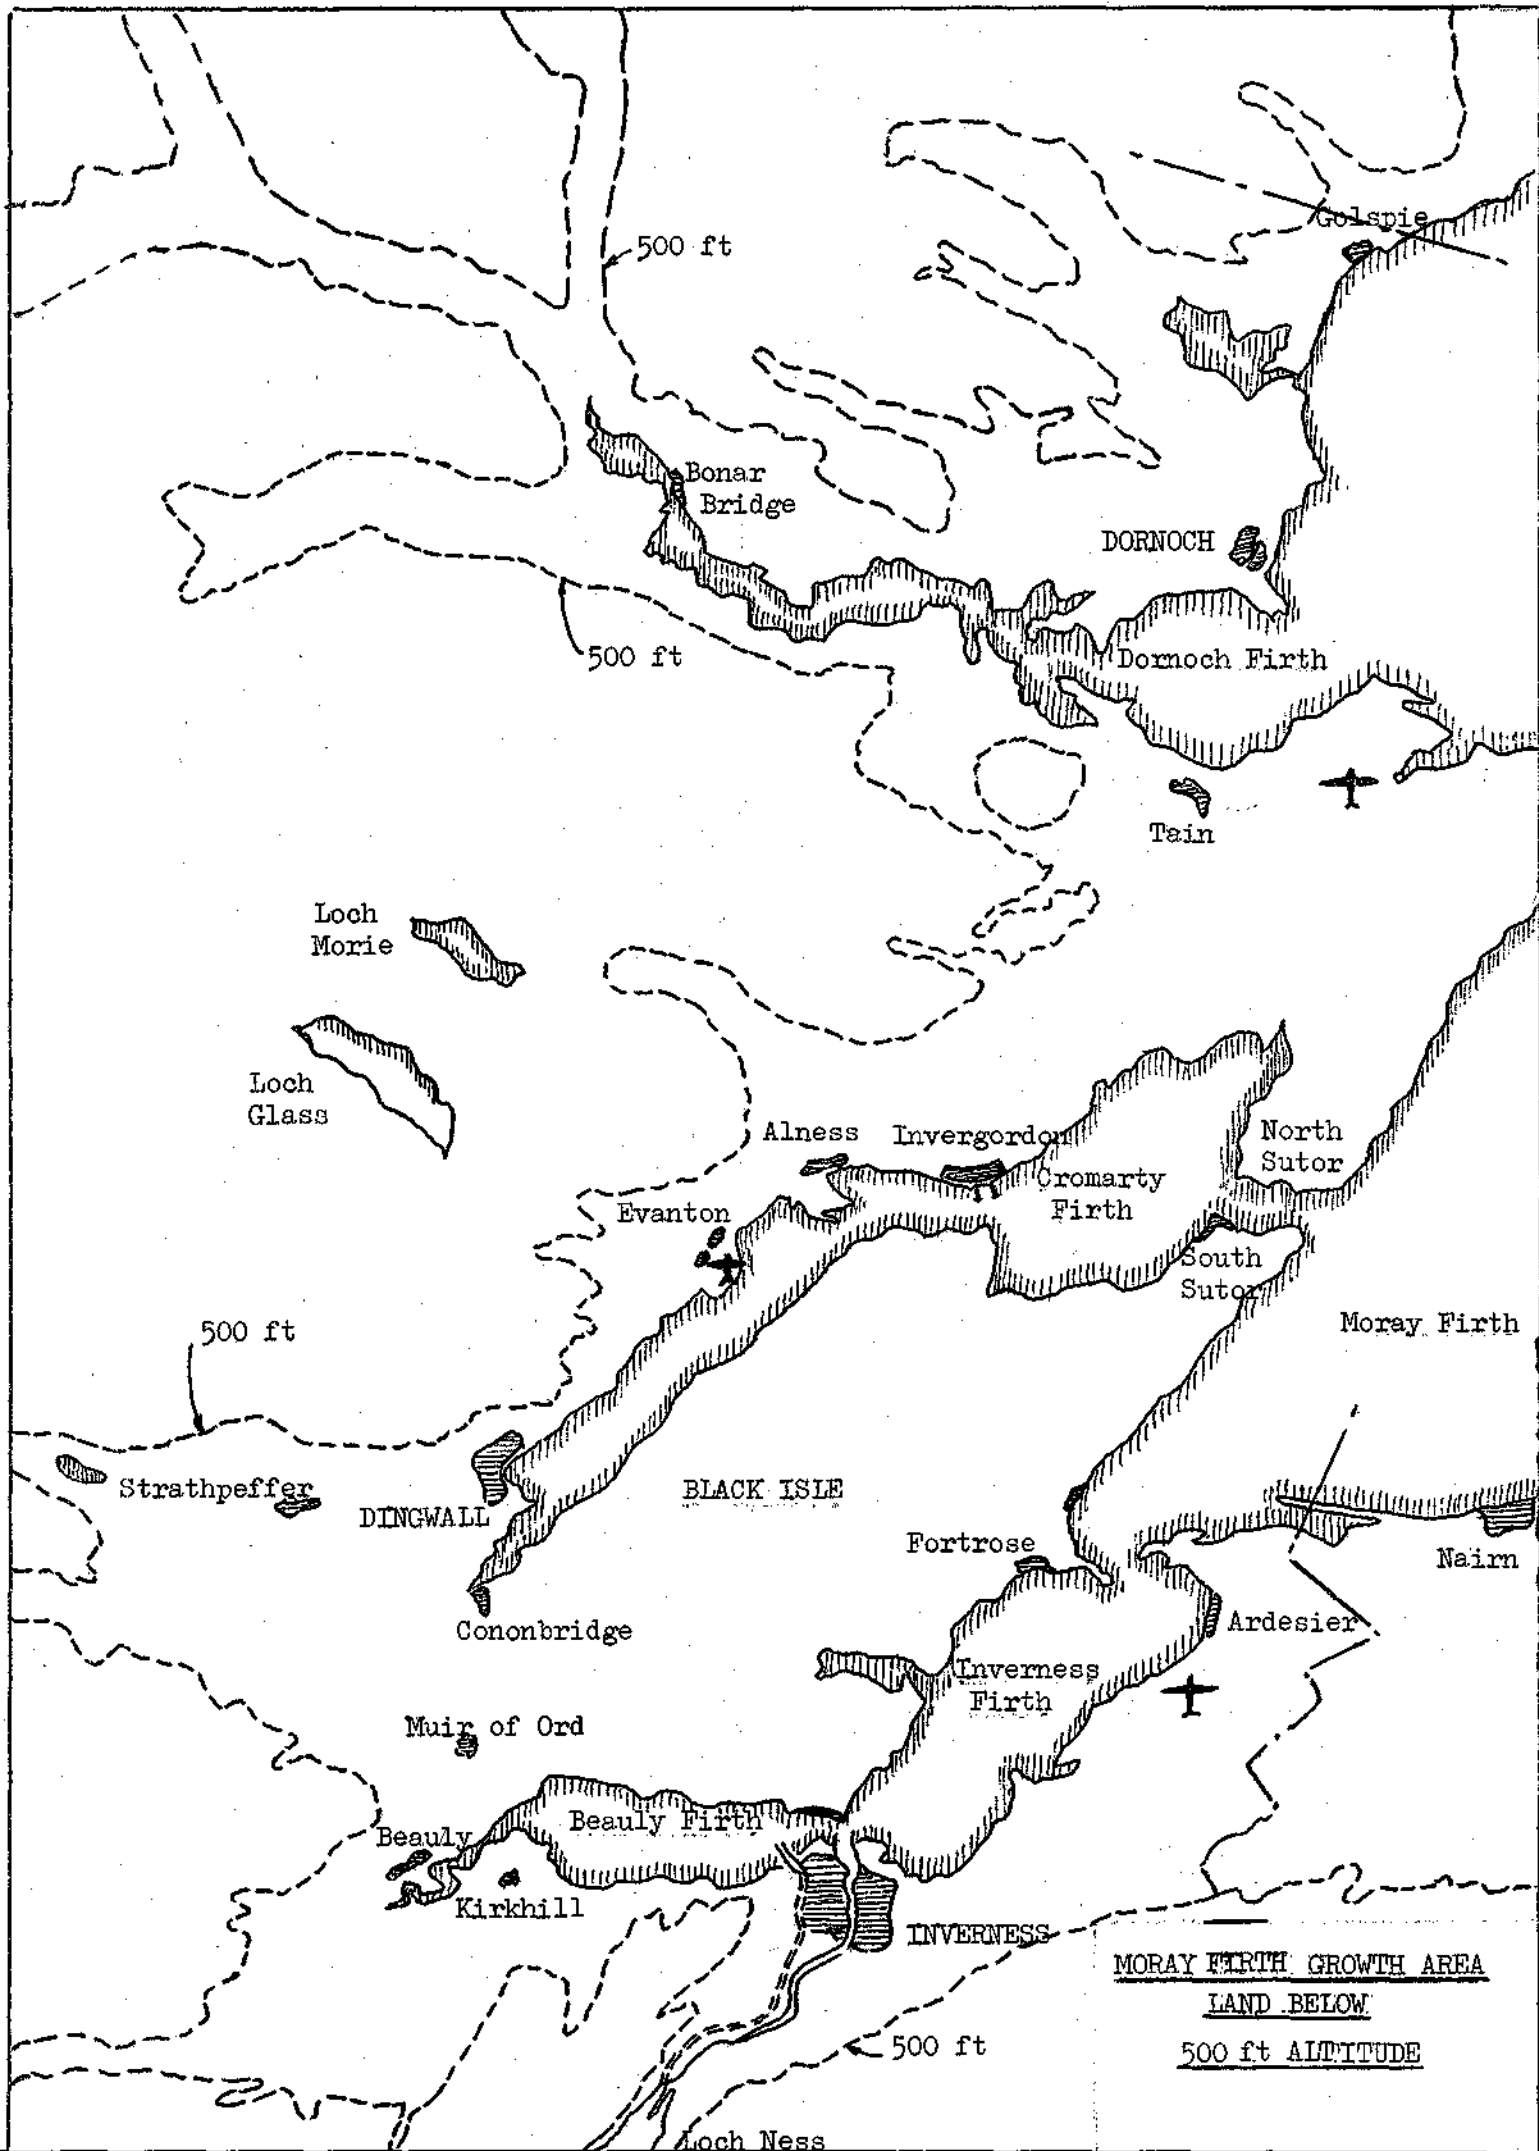 Golspie
500 ft
Bonar
Bridge
DORNOCH
500 ft
Dornoch Firth
Tain
Loch
Morie
Loch
Glass
Alness
Invergordon
North
Sutor
Cromarty
Firth
Evanton
South
Sutor
500 ft
Moray Firth
Strathpeffer
BLACK ISLE
DINGWALL
Fortrose
Nairn
Cononbridge
Ardesier
Inverness
Firth
Muir of Ord
Beauly Firth
Beauly
Kirkhill
INVERNESS
MORAY FIRTH GROWTH AREA
LAND BELOW
500 ft ALTITUDE
500 ft
Loch Ness